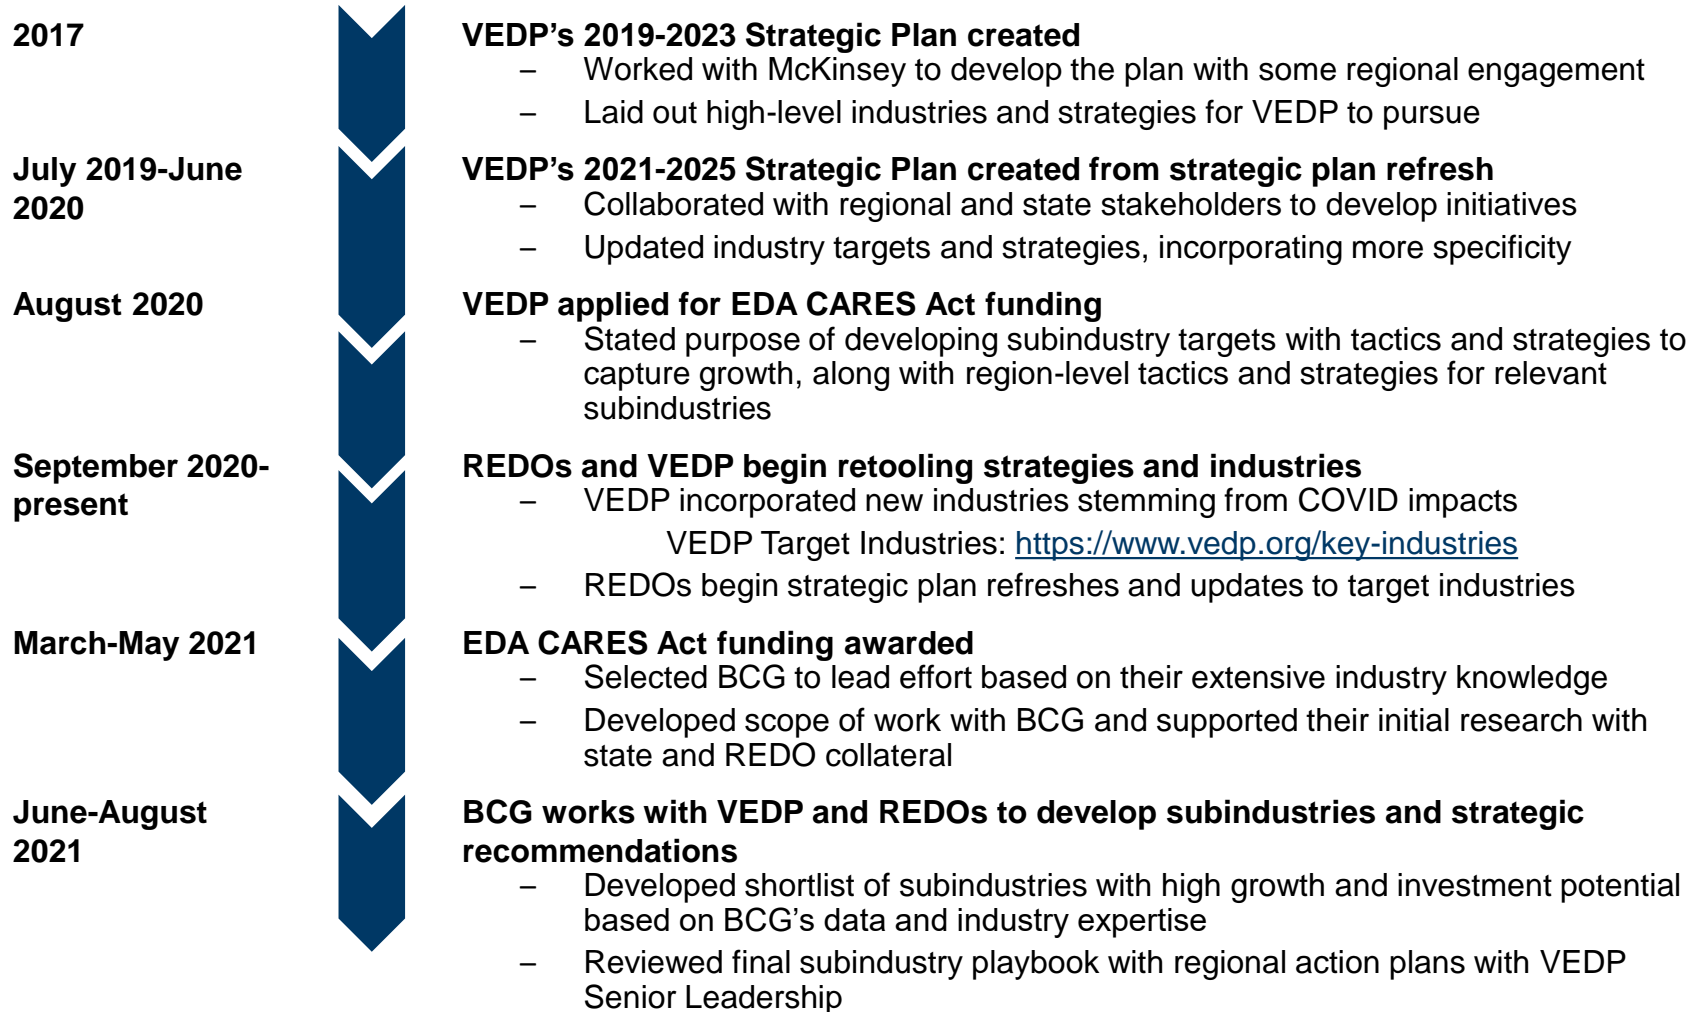 2017
VEDP’s 2019-2023 Strategic Plan created
– Worked with McKinsey to develop the plan with some regional engagement
– Laid out high-level industries and strategies for VEDP to pursue
July 2019-June
2020
VEDP’s 2021-2025 Strategic Plan created from strategic plan refresh
– Collaborated with regional and state stakeholders to develop initiatives
– Updated industry targets and strategies, incorporating more specificity
August 2020
VEDP applied for EDA CARES Act funding
– Stated purpose of developing subindustry targets with tactics and strategies to
capture growth, along with region-level tactics and strategies for relevant
subindustries
September 2020-
present
REDOs and VEDP begin retooling strategies and industries
– VEDP incorporated new industries stemming from COVID impacts
VEDP Target Industries: https://www.vedp.org/key-industries
– REDOs begin strategic plan refreshes and updates to target industries
March-May 2021
EDA CARES Act funding awarded
– Selected BCG to lead effort based on their extensive industry knowledge
– Developed scope of work with BCG and supported their initial research with
state and REDO collateral
June-August
2021
BCG works with VEDP and REDOs to develop subindustries and strategic
recommendations
– Developed shortlist of subindustries with high growth and investment potential
based on BCG’s data and industry expertise
– Reviewed final subindustry playbook with regional action plans with VEDP
Senior Leadership